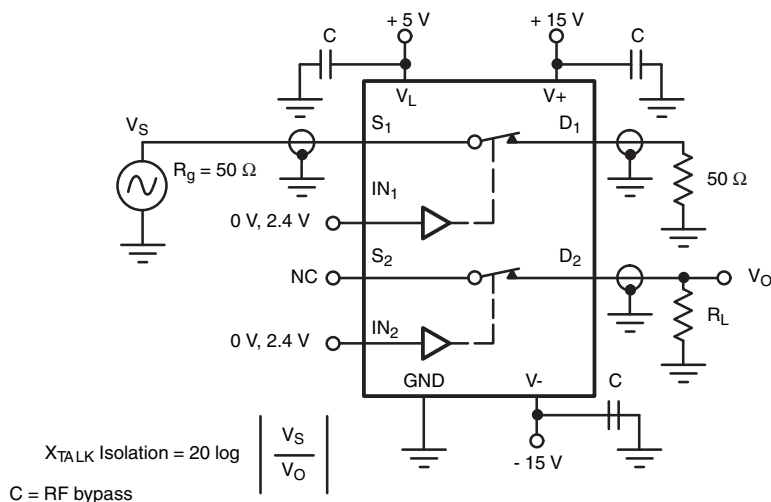 + 5 V
+ 15 V
C
C
V_L
V+
V_S
S_1
D_1
R_g = 50 Ω
50 Ω
IN_1
0 V, 2.4 V
S_2
D_2
NC
V_O
R_L
IN_2
0 V, 2.4 V
GND
V-
C
- 15 V
X_TALK Isolation = 20 log | V_S / V_O |
C = RF bypass